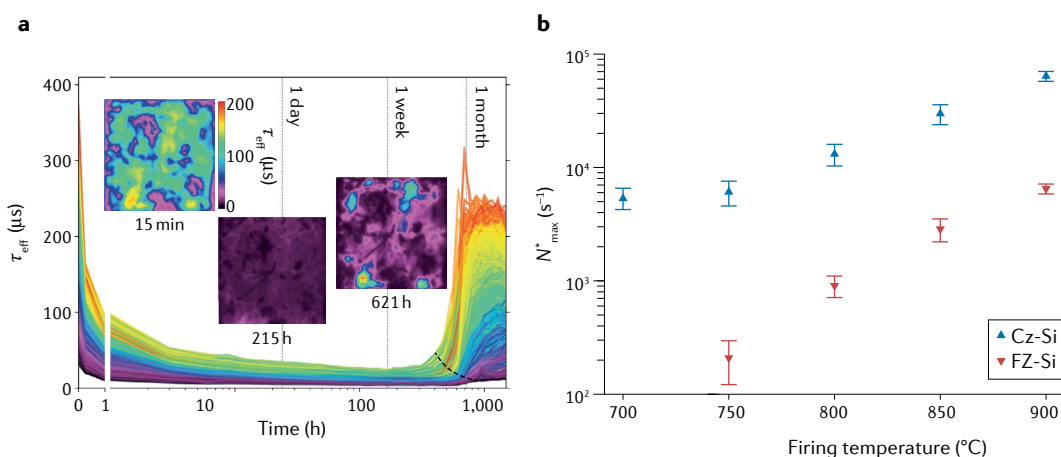 a
400
300
200
100
0
τeff (μs)
0
1
10
100
1,000
Time (h)
1 day
1 week
1 month
200
100
0
τeff (μs)
15 min
215 h
621 h
b
10⁵
10⁴
10³
10²
N*max (s⁻¹)
700
750
800
850
900
Firing temperature (°C)
Cz-Si
FZ-Si